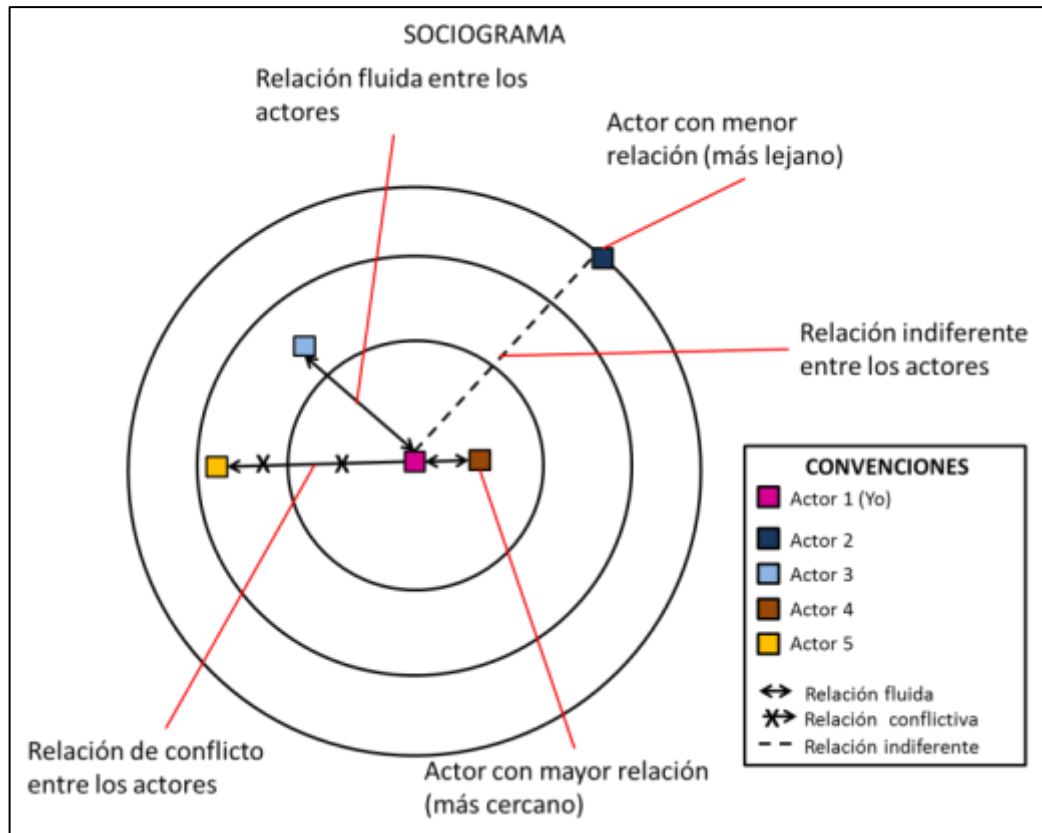 SOCIOGRAMA
Relación fluida entre los
actores
Actor con menor
relación (más lejano)
Relación indiferente
entre los actores
CONVENCIONES
Actor 1 (Yo)
Actor 2
Actor 3
Actor 4
Actor 5
Relación fluida
Relación conflictiva
Relación indiferente
Relación de conflicto
entre los actores
Actor con mayor relación
(más cercano)